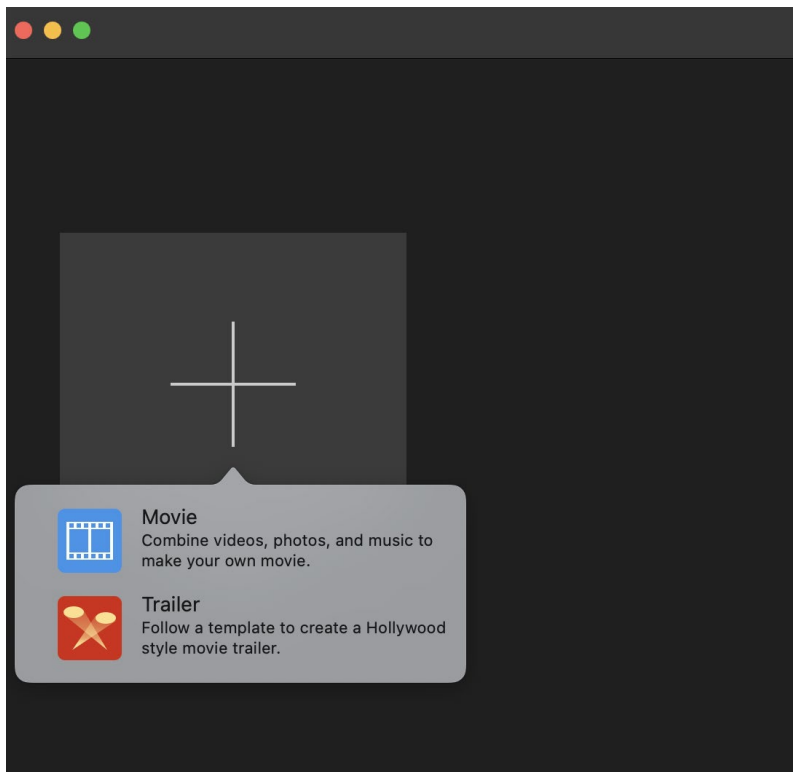 Movie
Combine videos, photos, and music to
make your own movie.
Trailer
Follow a template to create a Hollywood
style movie trailer.